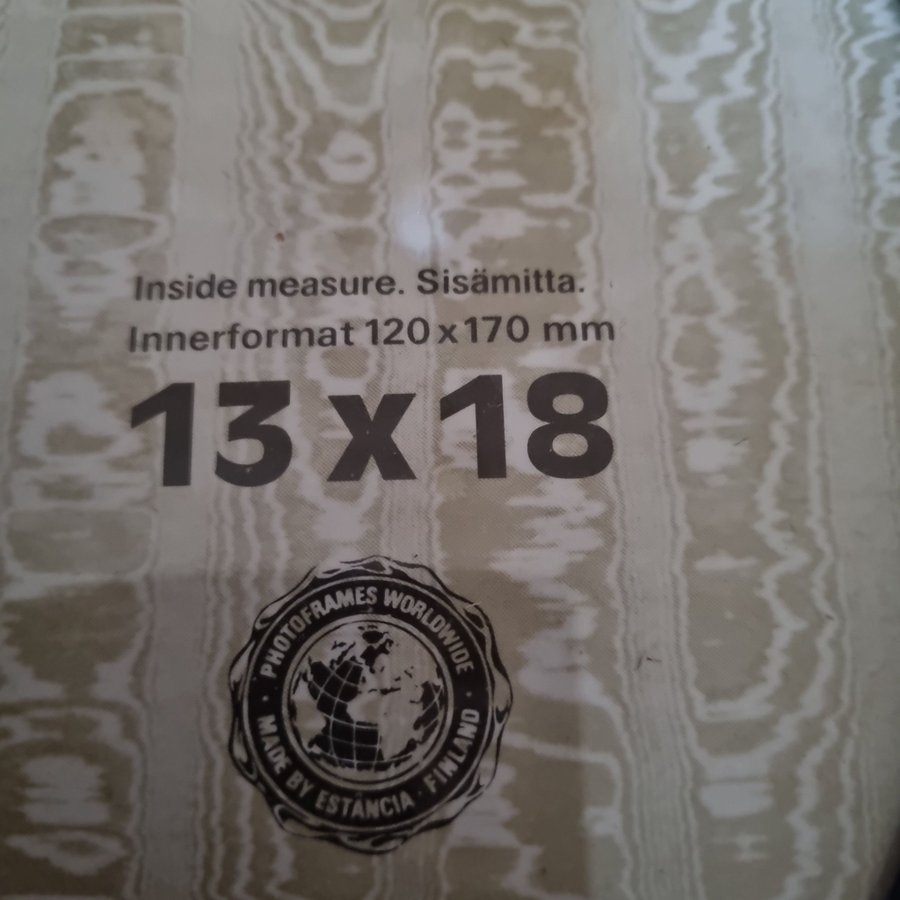 Inside measure. Sisämitta.
Innerformat 120 x 170 mm
13 x 18
PHOTOFRAMES WORLDWIDE
· MADE BY ESTANCIA · FINLAND ·